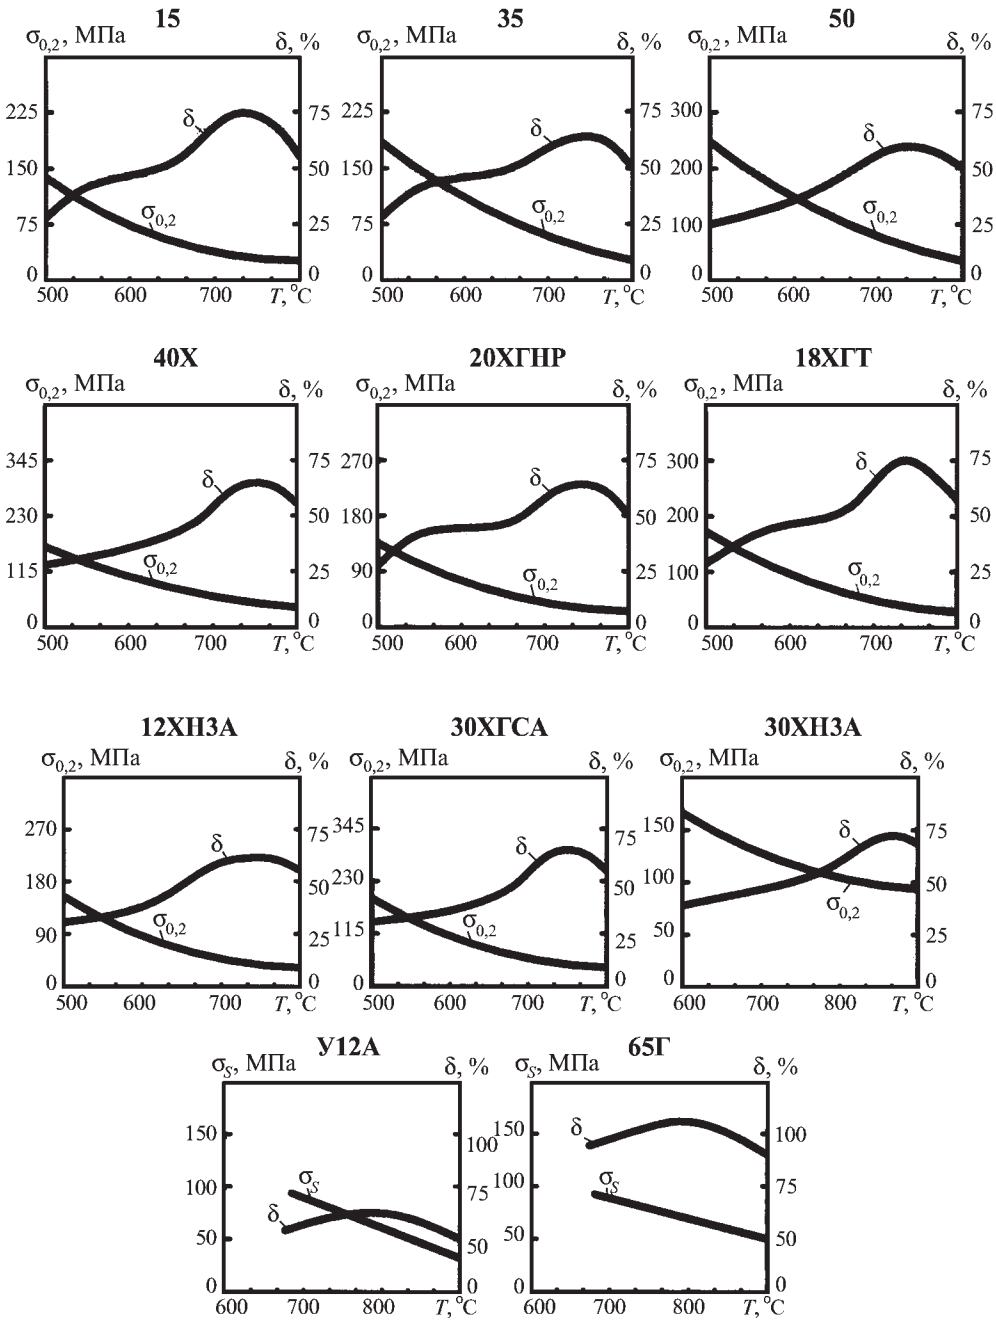 15 35 50
σ0,2, МПа δ, % σ0,2, МПа δ, % σ0,2, МПа δ, %
225 75 225 75 300 75
δ δ δ
150 50 150 50 200 50
σ0,2 σ0,2 σ0,2
75 25 75 25 100 25
0 0 0 0 0 0
500 600 700 T, °C 500 600 700 T, °C 500 600 700 T, °C
40Х 20ХГНР 18ХГТ
σ0,2, МПа δ, % σ0,2, МПа δ, % σ0,2, МПа δ, %
345 75 270 75 300 75
δ δ δ
230 50 180 50 200 50
σ0,2 σ0,2 σ0,2
115 25 90 25 100 25
0 0 0 0 0 0
500 600 700 T, °C 500 600 700 T, °C 500 600 700 T, °C
12ХН3А 30ХГСА 30ХН3А
σ0,2, МПа δ, % σ0,2, МПа δ, % σ0,2, МПа δ, %
270 75 345 75 150 75
δ δ δ
180 50 230 50 100 50
σ0,2 σ0,2 σ0,2
90 25 115 25 50 25
0 0 0 0 0 0
500 600 700 T, °C 500 600 700 T, °C 600 700 800 T, °C
У12А 65Г
σS, МПа δ, % σS, МПа δ, %
150 100 150 100
δ
σS σS
100 75 100 75
δ
50 50 50 50
0 0 0 0
600 700 800 T, °C 600 700 800 T, °C